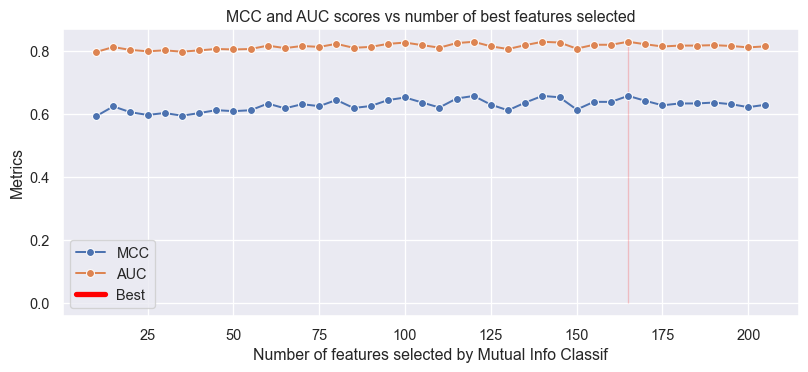 MCC and AUC scores vs number of best features selected
Metrics
0.8
0.6
0.4
0.2
0.0
MCC
AUC
Best
25 50 75 100 125 150 175 200
Number of features selected by Mutual Info Classif